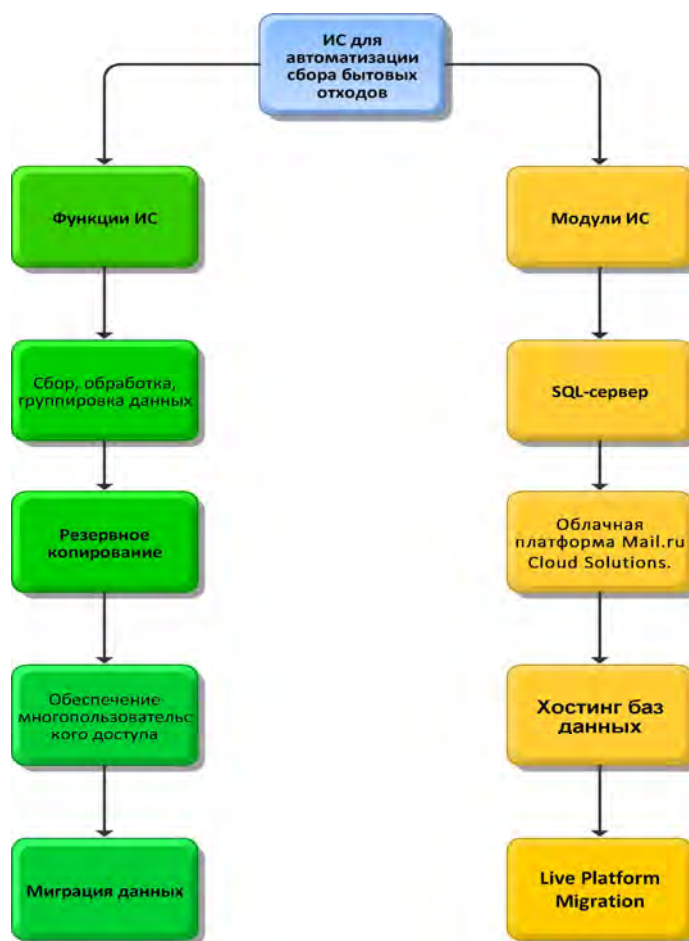 ИС для
автоматизации
сбора бытовых
отходов
Функции ИС
Модули ИС
Сбор, обработка,
группировка данных
SQL-сервер
Резервное
копирование
Облачная
платформа Mail.ru
Cloud Solutions.
Обеспечение
многопользовательс
кого доступа
Хостинг баз
данных
Миграция данных
Live Platform
Migration